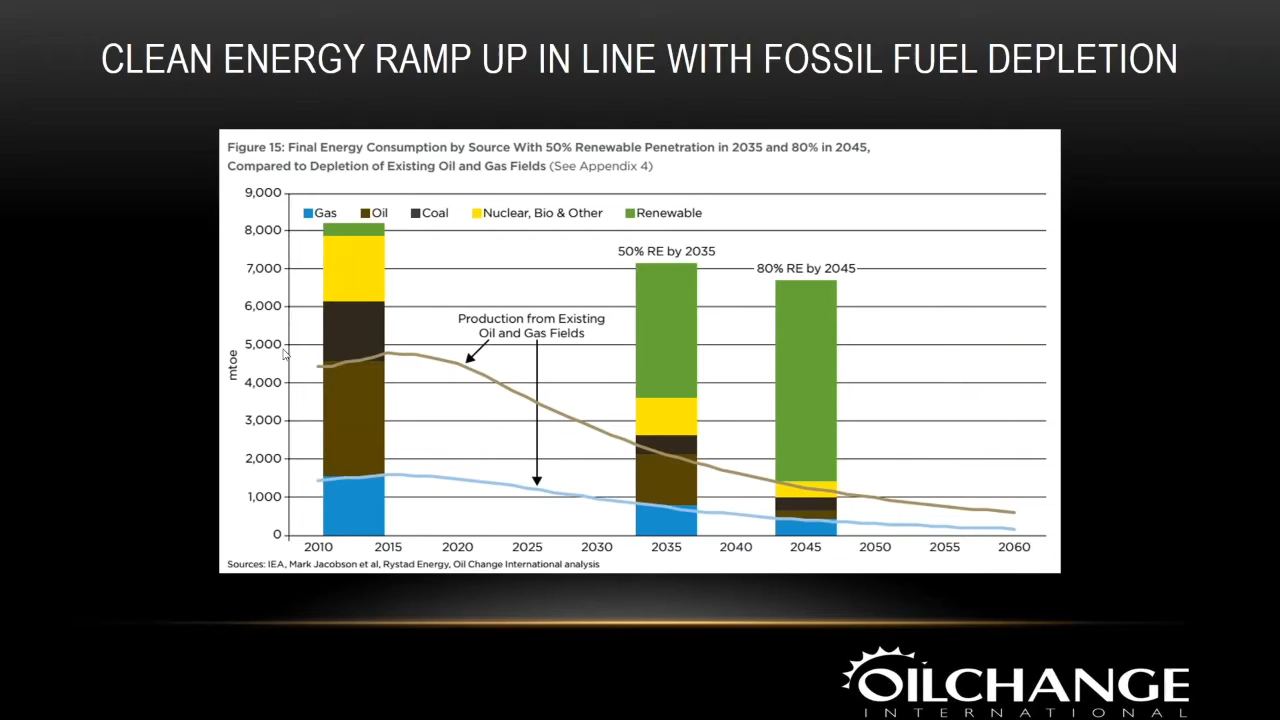 CLEAN ENERGY RAMP UP IN LINE WITH FOSSIL FUEL DEPLETION
Figure 15: Final Energy Consumption by Source With 50% Renewable Penetration in 2035 and 80% in 2045,
Compared to Depletion of Existing Oil and Gas Fields (See Appendix 4)
9,000
Gas Oil Coal Nuclear, Bio & Other Renewable
8,000
50% RE by 2035
7,000
80% RE by 2045
6,000
Production from Existing
Oil and Gas Fields
5,000
mtoe
4,000
3,000
2,000
1,000
0
2010 2015 2020 2025 2030 2035 2040 2045 2050 2055 2060
Sources: IEA, Mark Jacobson et al, Rystad Energy, Oil Change International analysis
OILCHANGE
INTERNATIONAL